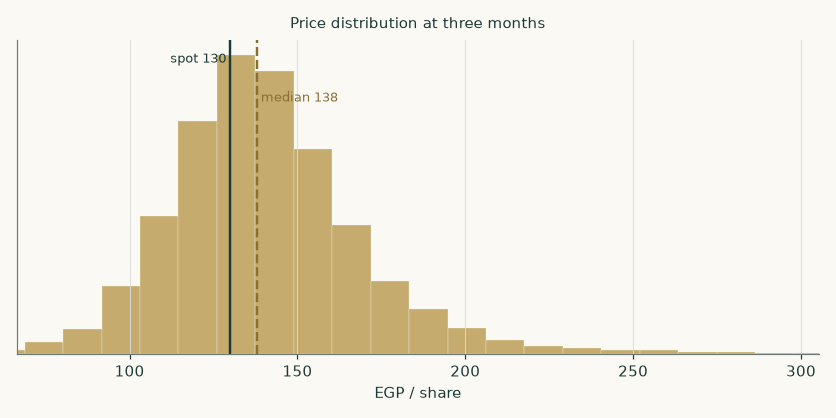 Price distribution at three months
spot 130
median 138
100 150 200 250 300
EGP / share